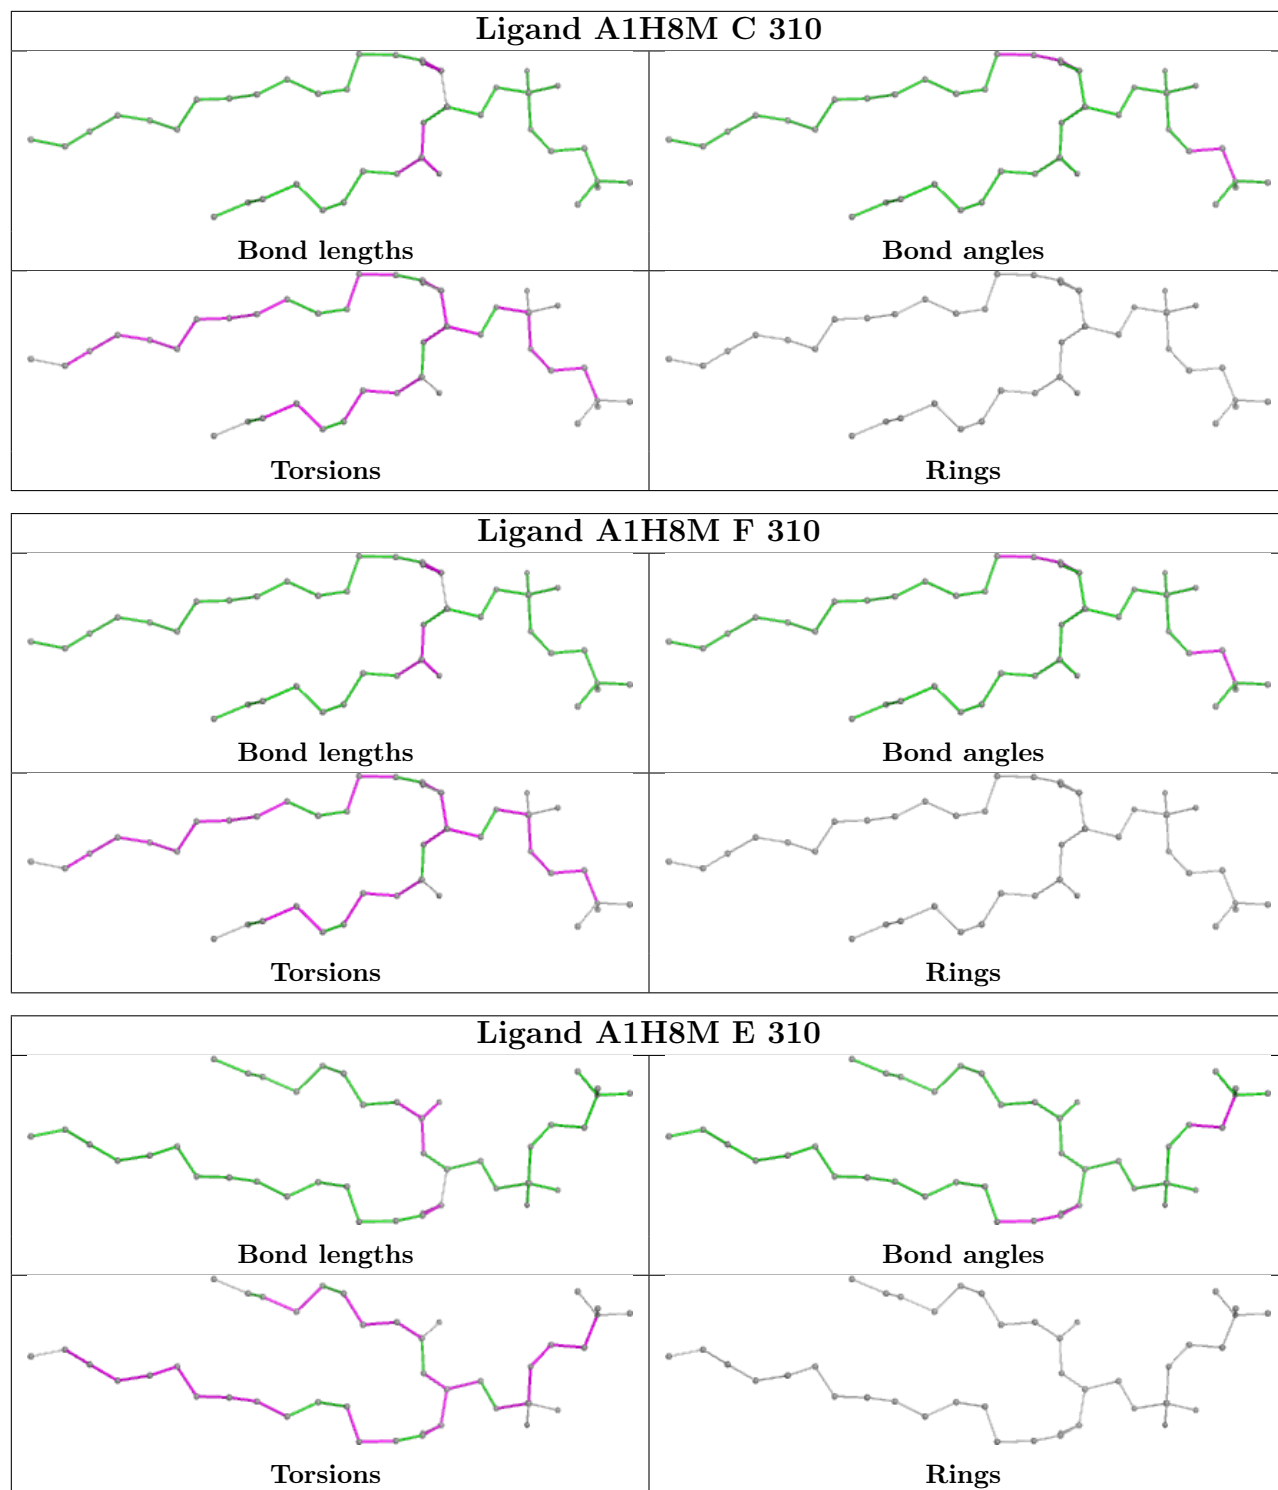 Ligand A1H8M C 310
Bond lengths
Bond angles
Torsions
Rings
Ligand A1H8M F 310
Bond lengths
Bond angles
Torsions
Rings
Ligand A1H8M E 310
Bond lengths
Bond angles
Torsions
Rings